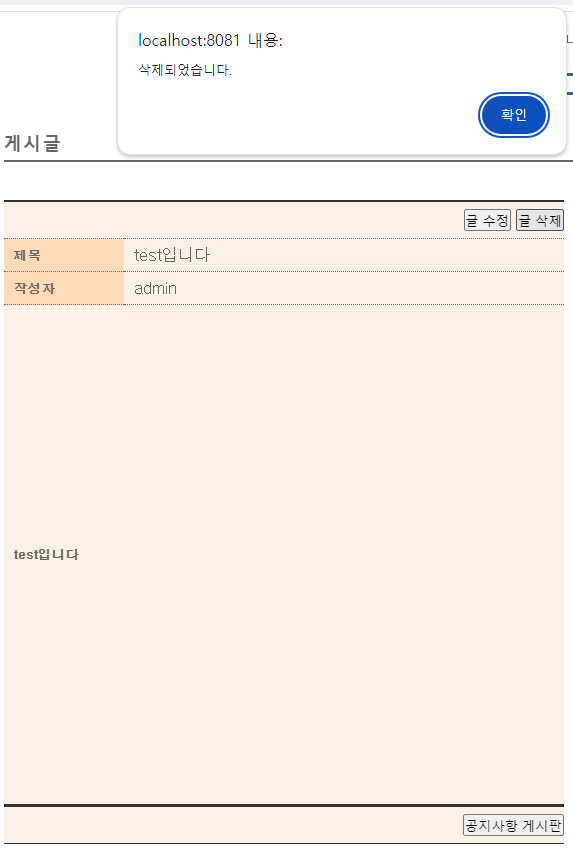 localhost:8081 내용:
삭제되었습니다.
확인
게시글
글 수정 글 삭제
제목 test입니다
작성자 admin
test입니다
공지사항 게시판